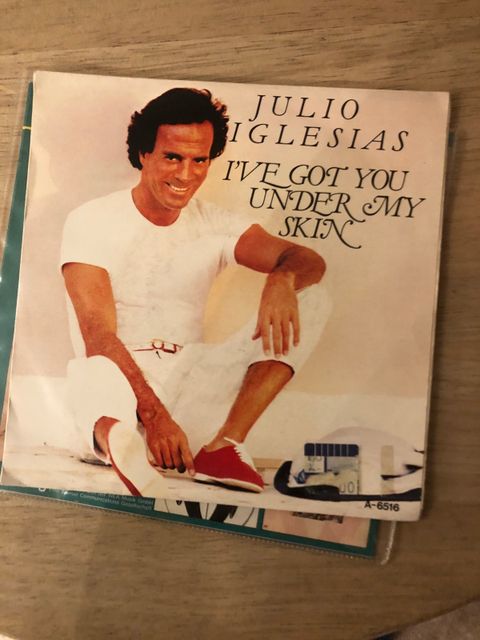 JULIO
IGLESIAS
I'VE GOT YOU
UNDER MY
SKIN
A-6516